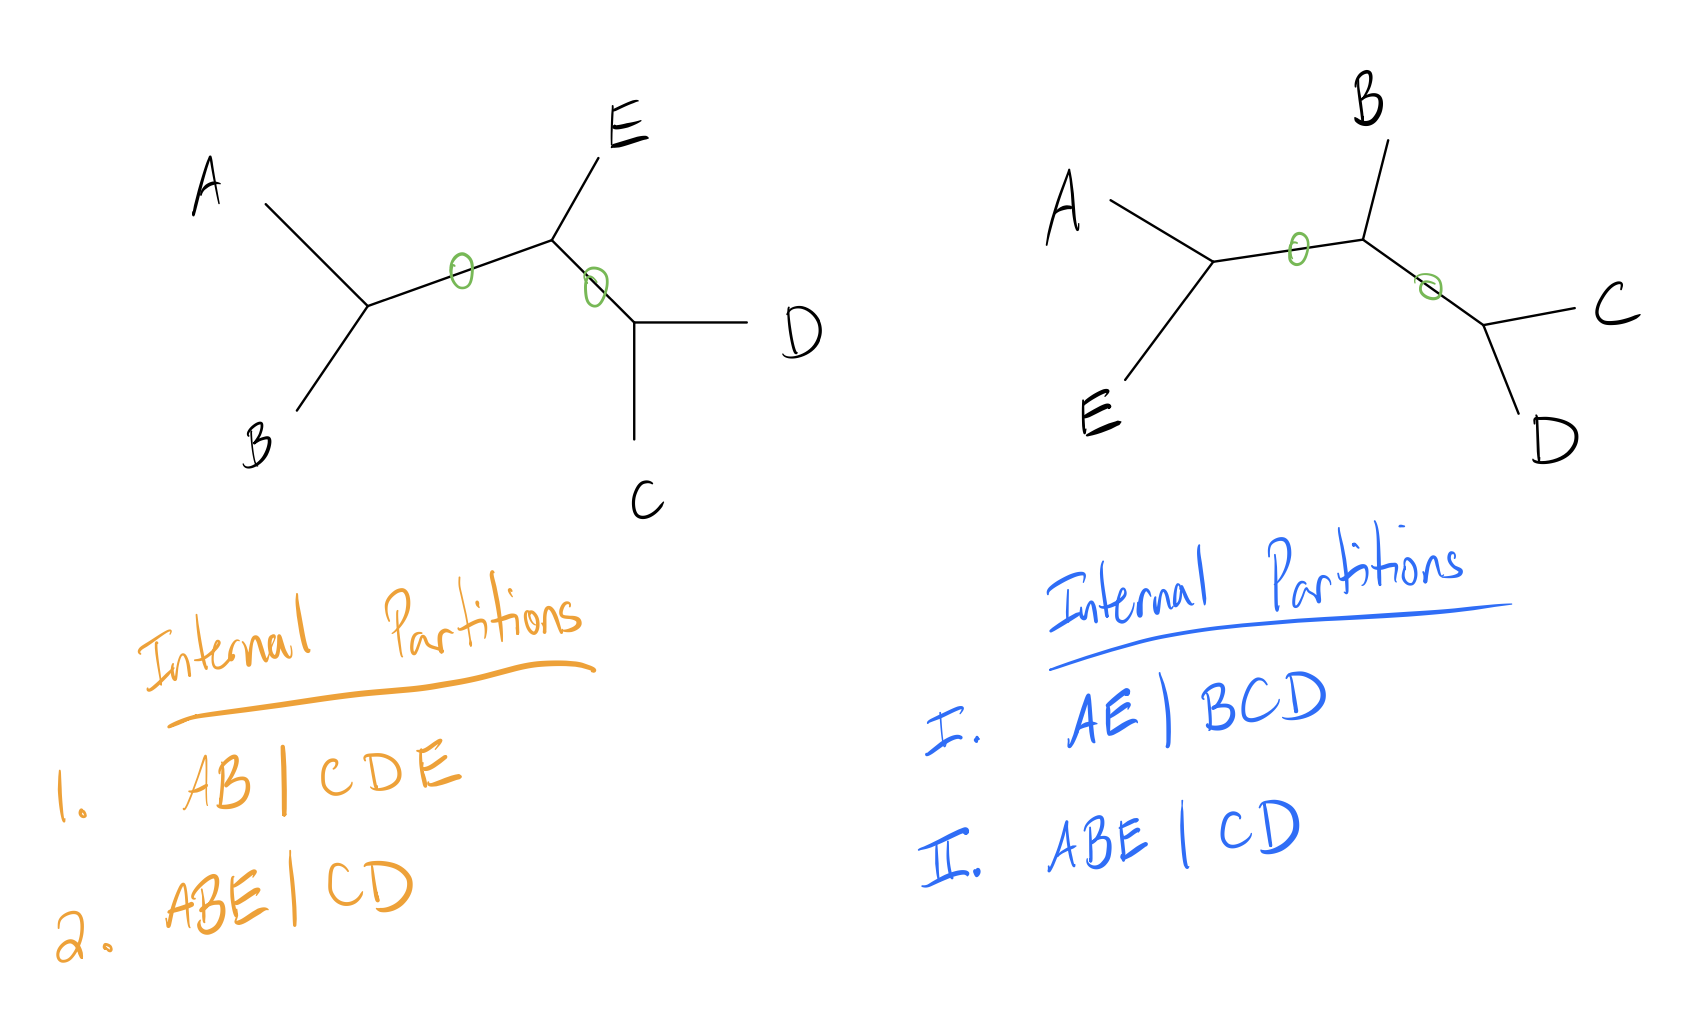 A
B
E
D
C
A
E
B
C
D
Internal Partitions
1. AB | CDE
2. ABE | CD
Internal Partitions
I. AE | BCD
II. ABE | CD